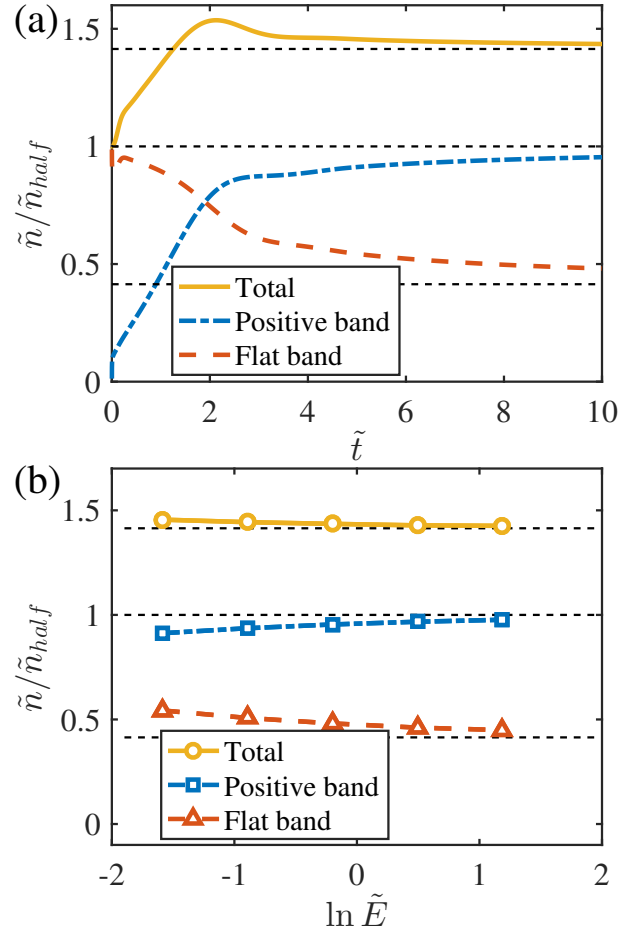 (a)
1.5
1
0.5
0
ñ/ñ_half
Total
Positive band
Flat band
0 2 4 6 8 10
t̃
(b)
1.5
1
0.5
0
ñ/ñ_half
Total
Positive band
Flat band
-2 -1 0 1 2
ln Ẽ